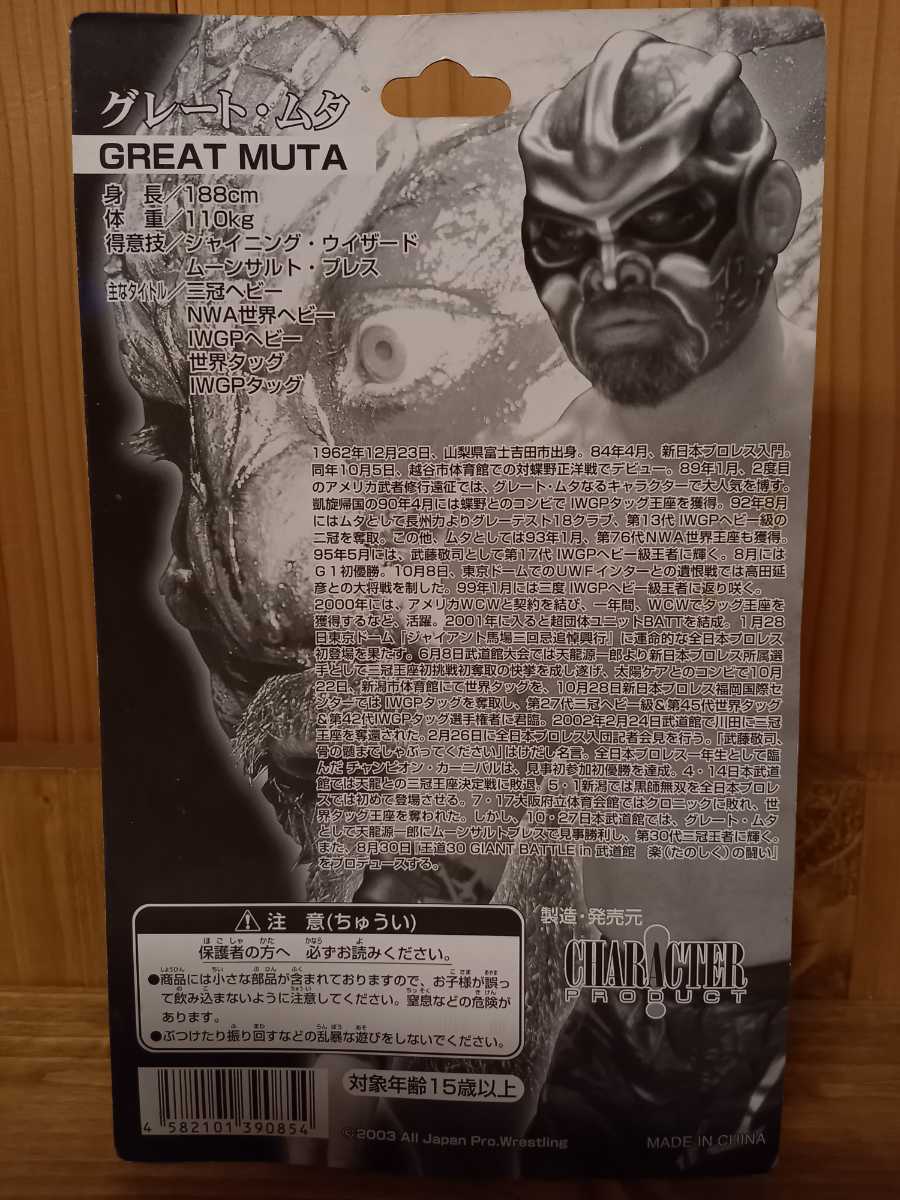 グレート・ムタ
GREAT MUTA
身　長／188cm
体　重／110kg
得意技／シャイニング・ウイザード
ムーンサルト・プレス
主なタイトル／三冠ヘビー
NWA世界ヘビー
IWGPヘビー
世界タッグ
IWGPタッグ
1962年12月23日、山梨県富士吉田市出身。84年4月、新日本プロレス入門。
同年10月5日、越谷市体育館での対蝶野正洋戦でデビュー。89年1月、2度目
のアメリカ武者修行遠征では、グレート・ムタなるキャラクターで大人気を博す。
凱旋帰国の90年4月には蝶野とのコンビで IWGPタッグ王座を獲得。92年8月
にはムタとして長州力よりグレーテスト18クラブ、第13代 IWGPヘビー級の
二冠を奪取。この他、ムタとしては93年1月、第76代NWA世界王座も獲得。
95年5月には、武藤敬司として第17代 IWGPヘビー級王者に輝く。8月には
G1初優勝。10月8日、東京ドームでのUWFインターとの遺恨戦では高田延
彦との大将戦を制した。99年1月には三度 IWGPヘビー級王者に返り咲く。
2000年には、アメリカWCWと契約を結び、一年間、WCWでタッグ王座を
獲得するなど、活躍。2001年に入ると超団体ユニットBATTを結成。1月28
日東京ドーム「ジャイアント馬場三回忌追悼興行」に運命的な全日本プロレス
初登場を果たす。6月8日武道館大会では天龍源一郎より新日本プロレス所属選
手として三冠王座初挑戦初奪取の快挙を成し遂げ、太陽ケアとのコンビで10月
22日、新潟市体育館にて世界タッグを、10月28日新日本プロレス福岡国際セ
ンターでは IWGPタッグを奪取し、第27代三冠ヘビー級＆第45代世界タッグ
＆第42代IWGPタッグ選手権者に君臨。2002年2月24日武道館で川田に三冠
王座を奪還された。2月26日に全日本プロレス入団記者会見を行う。「武藤敬司、
骨の髄までしゃぶってください」はけだし名言。全日本プロレス一年生として臨
んだ チャンピオン・カーニバルは、見事初参加初優勝を達成。4・14日本武道
館では天龍との三冠王座決定戦に敗退。5・1新潟では黒師無双を全日本プロレ
スでは初めて登場させる。7・17大阪府立体育会館ではクロニックに敗れ、世
界タッグ王座を奪われた。しかし、10・27日本武道館では、グレート・ムタ
として天龍源一郎にムーンサルトプレスで見事勝利し、第30代三冠王者に輝く。
また、8月30日「王道30 GIANT BATTLE in 武道館　楽（たのしく）の闘い」
をプロデュースする。
注　意(ちゅうい)
保護者の方へ　必ずお読みください。
●商品には小さな部品が含まれておりますので、お子様が誤っ
て飲み込まないように注意してください。窒息などの危険が
あります。
●ぶつけたり振り回すなどの乱暴な遊びをしないでください。
製造・発売元
CHARACTER
PRODUCT
対象年齢15歳以上
4 582101 390854
©2003 All Japan Pro.Wrestling
MADE IN CHINA